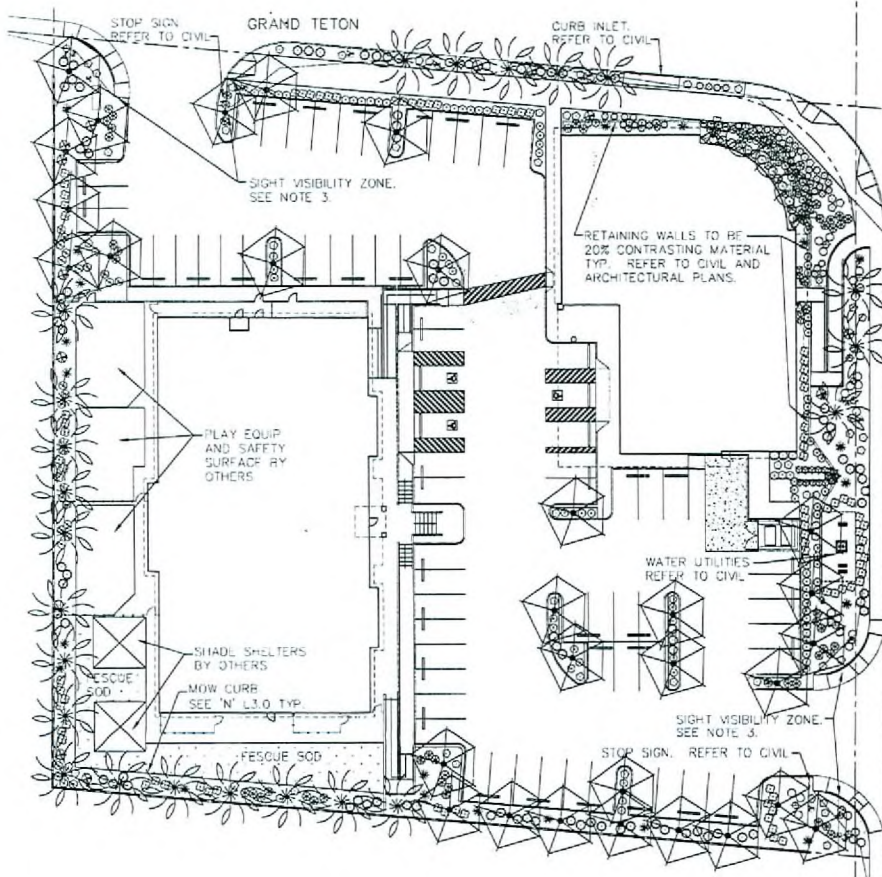 STOP SIGN
REFER TO CIVIL
GRAMD TETON
CURB INLET.
REFER TO CIVIL
SIGHT VISIBILITY ZONE.
SEE NOTE 3.
RETAINING WALLS TO BE
20% CONTRASTING MATERIAL
TYP. REFER TO CIVIL AND
ARCHITECTURAL PLANS.
PLAY EQUIP
AND SAFETY
SURFACE BY
OTHERS
WATER UTILITIES
REFER TO CIVIL
SHADE SHELTERS
BY OTHERS
FESCUE
SOD
MOW CURB
SEE 'N' L3.0 TYP.
FESCUE SOD
SIGHT VISIBILITY ZONE.
SEE NOTE 3.
STOP SIGN. REFER TO CIVIL